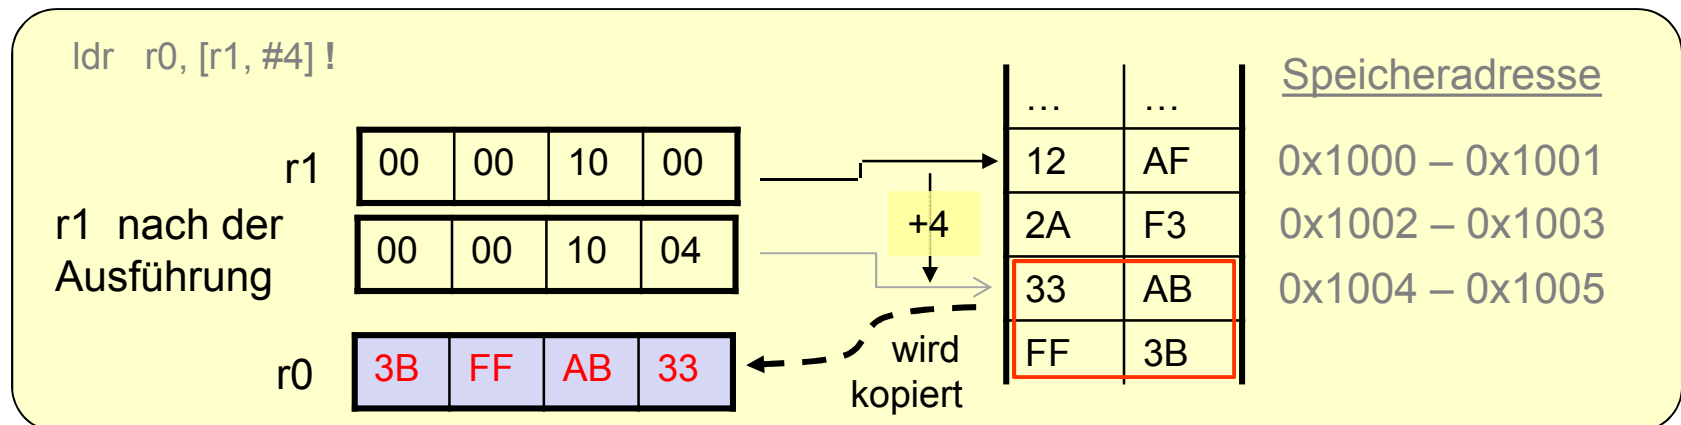 ldr r0, [r1, #4] !
Speicheradresse
… …
r1 00 00 10 00
12 AF 0x1000 – 0x1001
r1 nach der
Ausführung
00 00 10 04
+4
2A F3 0x1002 – 0x1003
33 AB 0x1004 – 0x1005
FF 3B
r0 3B FF AB 33
wird
kopiert